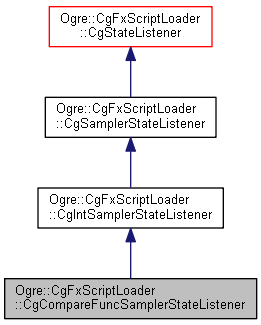 Ogre::CgFxScriptLoader
::CgStateListener
Ogre::CgFxScriptLoader
::CgSamplerStateListener
Ogre::CgFxScriptLoader
::CgIntSamplerStateListener
Ogre::CgFxScriptLoader
::CgCompareFuncSamplerStateListener